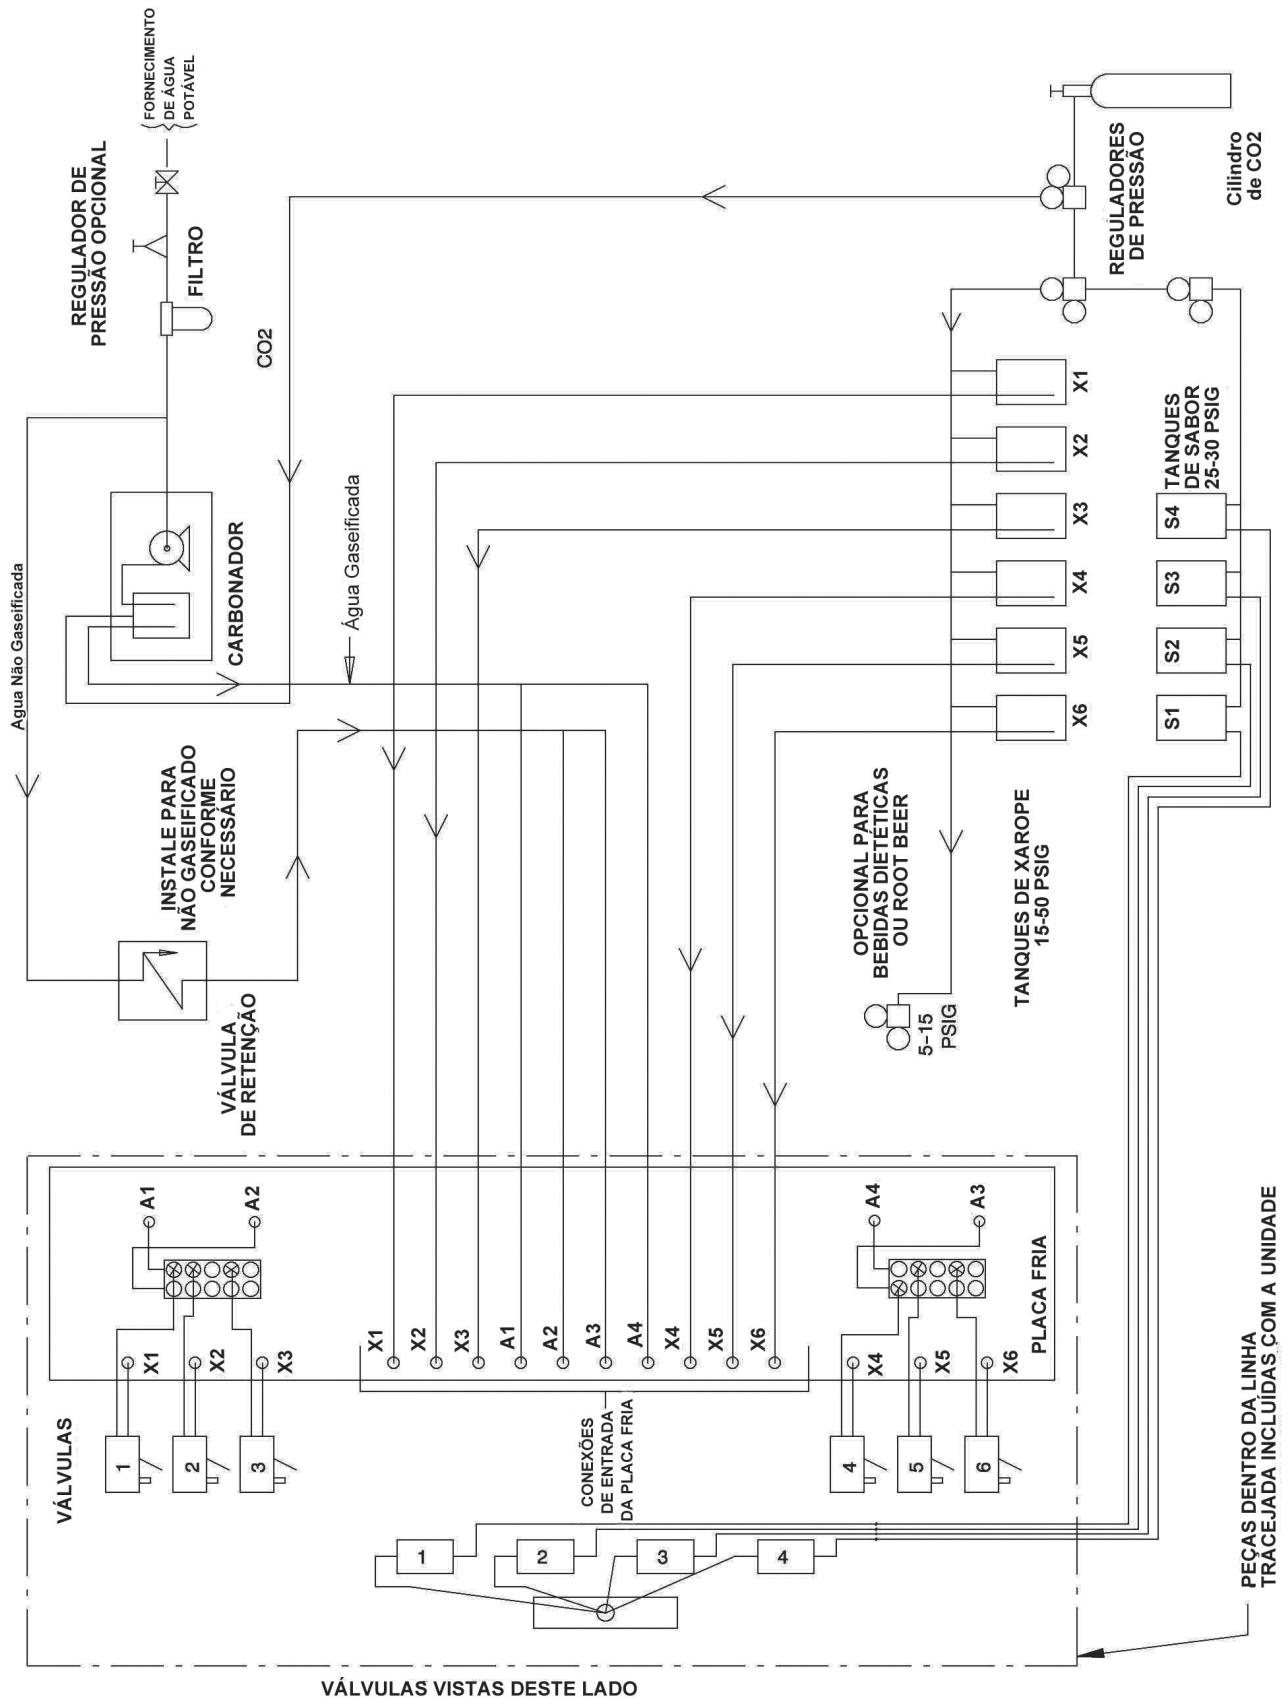 FORNECIMENTO
DE ÁGUA
POTÁVEL
REGULADOR DE
PRESSÃO OPCIONAL
FILTRO
CO2
Água Não Gaseificada
CARBONADOR
Água Gaseificada
INSTALE PARA
NÃO GASEIFICADO
CONFORME
NECESSÁRIO
VÁLVULA
DE RETENÇÃO
REGULADORES
DE PRESSÃO
Cilindro
de CO2
X1
X2
X3
X4
X5
X6
TANQUES
DE SABOR
25-30 PSIG
S4
S3
S2
S1
OPCIONAL PARA
BEBIDAS DIETÉTICAS
OU ROOT BEER
5-15
PSIG
TANQUES DE XAROPE
15-50 PSIG
A1
A2
A4
A3
PLACA FRIA
X1
X2
X3
A1
A2
A3
A4
X4
X5
X6
X1
X2
X3
X4
X5
X6
VÁLVULAS
1
2
3
4
5
6
CONEXÕES
DE ENTRADA
DA PLACA FRIA
1
2
3
4
PEÇAS DENTRO DA LINHA
TRACEJADA INCLUÍDAS COM A UNIDADE
VÁLVULAS VISTAS DESTE LADO